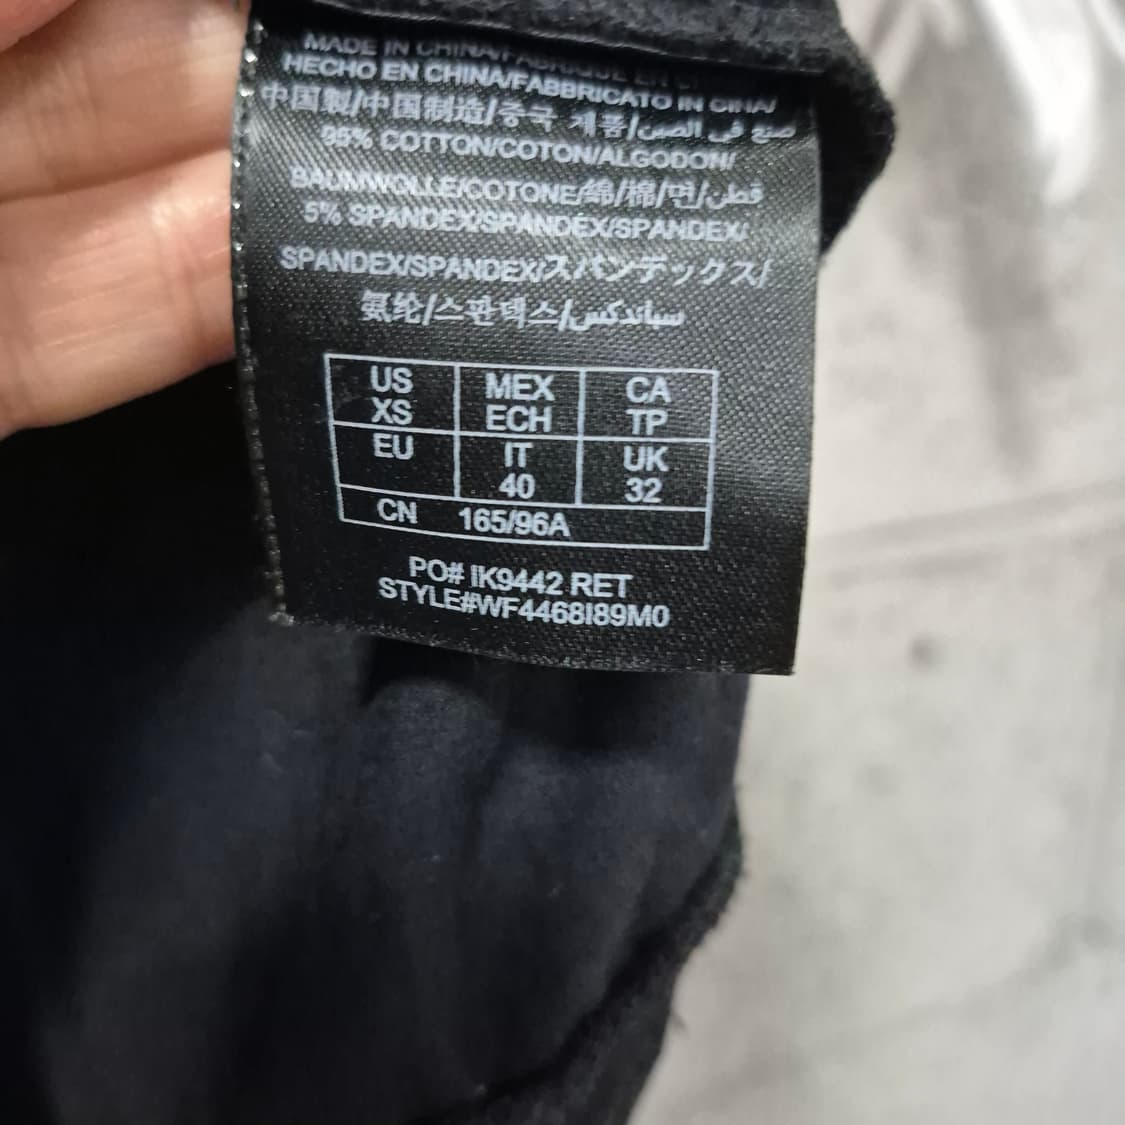 MADE IN CHINA/FABRIQUE EN
HECHO EN CHINA/FABBRICATO IN CINA/
中国製/中国制造/중국 제품/صنع في الصين
95% COTTON/COTON/ALGODON/
BAUMWOLLE/COTONE/綿/棉/면/قطن
5% SPANDEX/SPANDEX/SPANDEX/
SPANDEX/SPANDEX/スパンデックス/
氨纶/스판덱스/سباندكس
US MEX CA
XS ECH TP
EU IT UK
40 32
CN 165/96A
PO# IK9442 RET
STYLE#WF4468I89M0